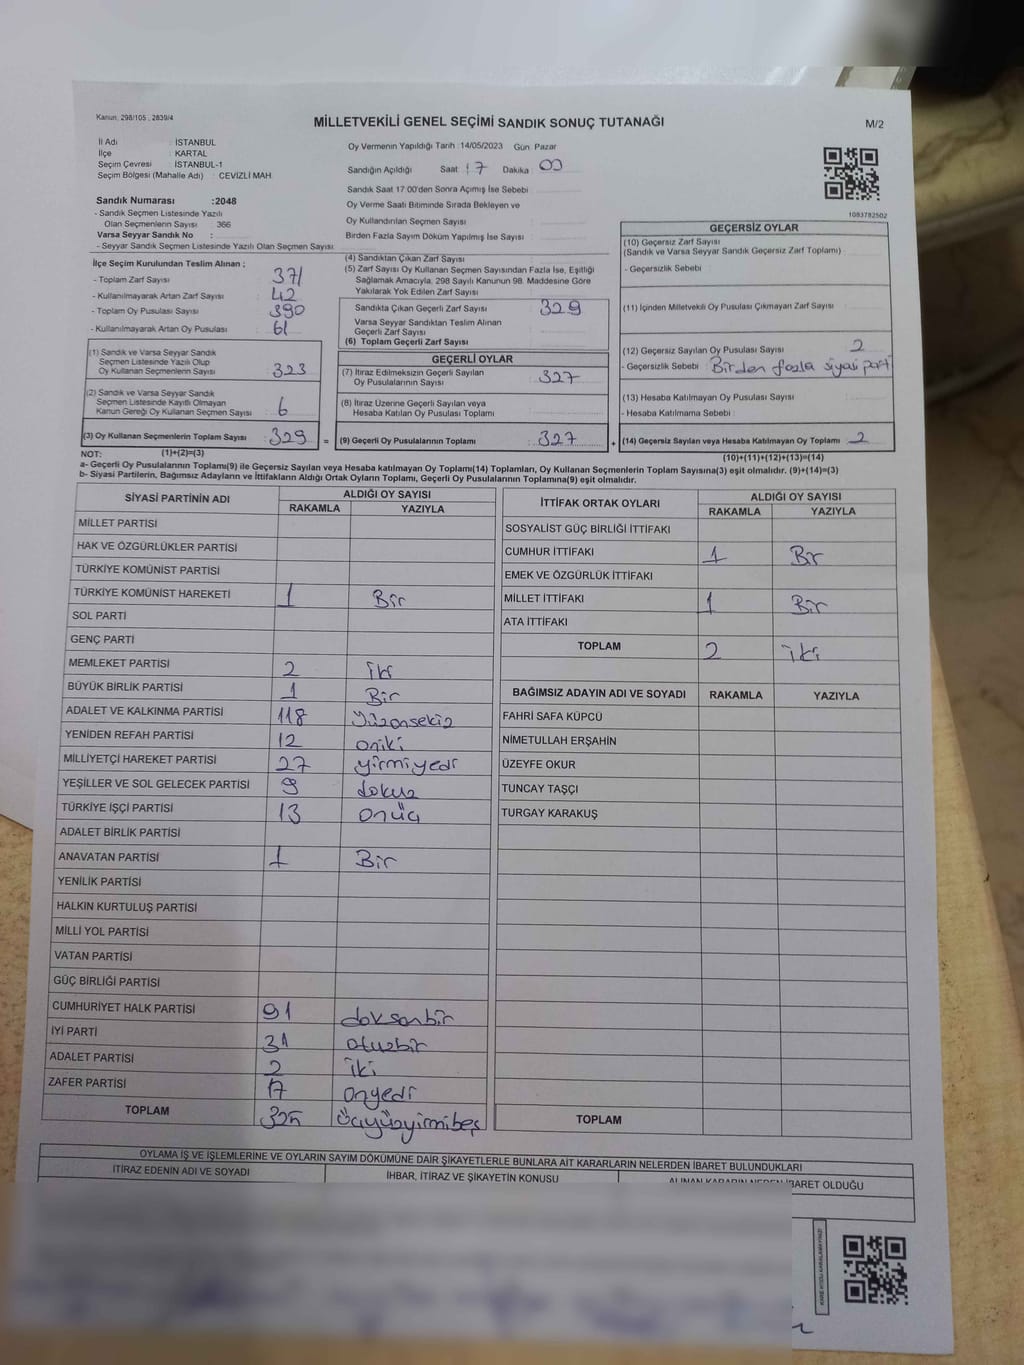 Kanun, 298/105 , 2839/4
MİLLETVEKİLİ GENEL SEÇİMİ SANDIK SONUÇ TUTANAĞI
M/2
İl Adı : İSTANBUL
İlçe : KARTAL
Seçim Çevresi : İSTANBUL-1
Seçim Bölgesi (Mahalle Adı) : CEVİZLİ MAH.
Oy Vermenin Yapıldığı Tarih : 14/05/2023 Gün Pazar
Sandığın Açıldığı Saat 17 Dakika 00
Sandık Saat 17:00'den Sonra Açımış İse Sebebi
Oy Verme Saati Bitiminde Sırada Bekleyen ve
Oy Kullandırılan Seçmen Sayısı
Birden Fazla Sayım Döküm Yapılmış İse Sayısı
1083782502
Sandık Numarası :2048
- Sandık Seçmen Listesinde Yazılı
Olan Seçmenlerin Sayısı 366
Varsa Seyyar Sandık No :
- Seyyar Sandık Seçmen Listesinde Yazılı Olan Seçmen Sayısı
İlçe Seçim Kurulundan Teslim Alınan ;
- Toplam Zarf Sayısı : 371
- Kullanılmayarak Artan Zarf Sayısı : 42
- Toplam Oy Pusulası Sayısı : 390
- Kullanılmayarak Artan Oy Pusulası : 61
(1) Sandık ve Varsa Seyyar Sandık
Seçmen Listesinde Yazılı Olup
Oy Kullanan Seçmenlerin Sayısı : 323
(2) Sandık ve Varsa Seyyar Sandık
Seçmen Listesinde Kayıtlı Olmayan
Kanun Gereği Oy Kullanan Seçmen Sayısı : 6
(3) Oy Kullanan Seçmenlerin Toplam Sayısı : 329 =
(1)+(2)=(3)
(4) Sandıktan Çıkan Zarf Sayısı
(5) Zarf Sayısı Oy Kullanan Seçmen Sayısından Fazla İse, Eşitliği
Sağlamak Amacıyla, 298 Sayılı Kanunun 98. Maddesine Göre
Yakılarak Yok Edilen Zarf Sayısı
Sandıkta Çıkan Geçerli Zarf Sayısı : 329
Varsa Seyyar Sandıktan Teslim Alınan
Geçerli Zarf Sayısı
(6) Toplam Geçerli Zarf Sayısı
GEÇERLİ OYLAR
(7) İtiraz Edilmeksizin Geçerli Sayılan
Oy Pusulalarının Sayısı : 327
(8) İtiraz Üzerine Geçerli Sayılan veya
Hesaba Katılan Oy Pusulası Toplamı
(9) Geçerli Oy Pusulalarının Toplamı : 327 +
GEÇERSİZ OYLAR
(10) Geçersiz Zarf Sayısı
(Sandık ve Varsa Seyyar Sandık Geçersiz Zarf Toplamı)
- Geçersizlik Sebebi :
(11) İçinden Milletvekili Oy Pusulası Çıkmayan Zarf Sayısı
(12) Geçersiz Sayılan Oy Pusulası Sayısı : 2
- Geçersizlik Sebebi : Birden fazla siyasi parti
(13) Hesaba Katılmayan Oy Pusulası Sayısı
- Hesaba Katılmama Sebebi
(14) Geçersiz Sayılan veya Hesaba Katılmayan Oy Toplamı : 2
(10)+(11)+(12)+(13)=(14)
NOT:
a- Geçerli Oy Pusulalarının Toplamı(9) ile Geçersiz Sayılan veya Hesaba katılmayan Oy Toplamı(14) Toplamları, Oy Kullanan Seçmenlerin Toplam Sayısına(3) eşit olmalıdır. (9)+(14)=(3)
b- Siyasi Partilerin, Bağımsız Adayların ve İttifakların Aldığı Ortak Oyların Toplamı, Geçerli Oy Pusulalarının Toplamına(9) eşit olmalıdır.
SİYASİ PARTİNİN ADI ALDIĞI OY SAYISI
RAKAMLA YAZIYLA
MİLLET PARTİSİ
HAK VE ÖZGÜRLÜKLER PARTİSİ
TÜRKİYE KOMÜNİST PARTİSİ
TÜRKİYE KOMÜNİST HAREKETİ 1 Bir
SOL PARTİ
GENÇ PARTİ
MEMLEKET PARTİSİ 2 iki
BÜYÜK BİRLİK PARTİSİ 1 Bir
ADALET VE KALKINMA PARTİSİ 118 Yüzonsekiz
YENİDEN REFAH PARTİSİ 12 oniki
MİLLİYETÇİ HAREKET PARTİSİ 27 yirmiyedi
YEŞİLLER VE SOL GELECEK PARTİSİ 9 dokuz
TÜRKİYE İŞÇİ PARTİSİ 13 onüç
ADALET BİRLİK PARTİSİ
ANAVATAN PARTİSİ 1 Bir
YENİLİK PARTİSİ
HALKIN KURTULUŞ PARTİSİ
MİLLİ YOL PARTİSİ
VATAN PARTİSİ
GÜÇ BİRLİĞİ PARTİSİ
CUMHURİYET HALK PARTİSİ 91 doksanbir
İYİ PARTİ 31 otuzbir
ADALET PARTİSİ 2 iki
ZAFER PARTİSİ 17 onyedi
TOPLAM 325 üçyüzyirmibeş
İTTİFAK ORTAK OYLARI ALDIĞI OY SAYISI
RAKAMLA YAZIYLA
SOSYALİST GÜÇ BİRLİĞİ İTTİFAKI
CUMHUR İTTİFAKI 1 Bir
EMEK VE ÖZGÜRLÜK İTTİFAKI
MİLLET İTTİFAKI 1 Bir
ATA İTTİFAKI
TOPLAM 2 iki
BAĞIMSIZ ADAYIN ADI VE SOYADI RAKAMLA YAZIYLA
FAHRİ SAFA KÜPCÜ
NİMETULLAH ERŞAHİN
ÜZEYFE OKUR
TUNCAY TAŞÇI
TURGAY KARAKUŞ
TOPLAM
OYLAMA İŞ VE İŞLEMLERİNE VE OYLARIN SAYIM DÖKÜMÜNE DAİR ŞİKAYETLERLE BUNLARA AİT KARARLARIN NELERDEN İBARET BULUNDUKLARI
İTİRAZ EDENİN ADI VE SOYADI İHBAR, İTİRAZ VE ŞİKAYETİN KONUSU ALINAN KARARIN NEDEN İBARET OLDUĞU
KARE KODU KARALAMAYINIZ!